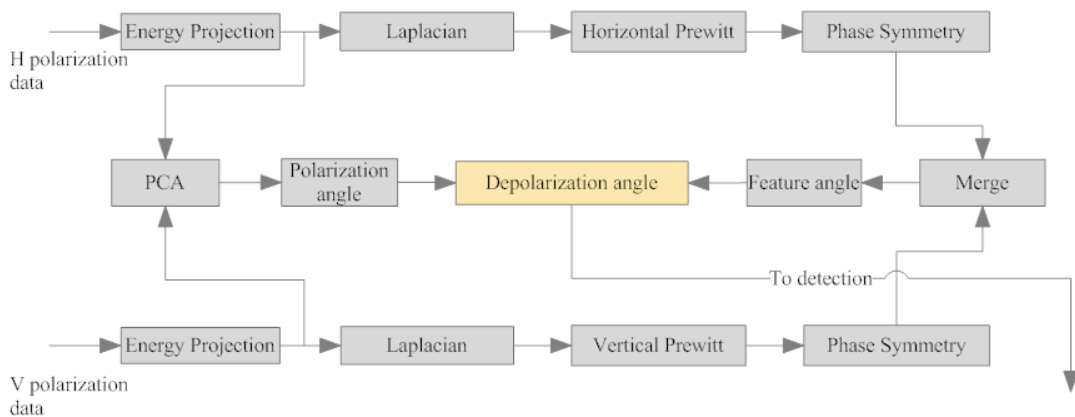 Energy Projection
Laplacian
Horizontal Prewitt
Phase Symmetry
H polarization
data
PCA
Polarization
angle
Depolarization angle
Feature angle
Merge
To detection
Energy Projection
Laplacian
Vertical Prewitt
Phase Symmetry
V polarization
data